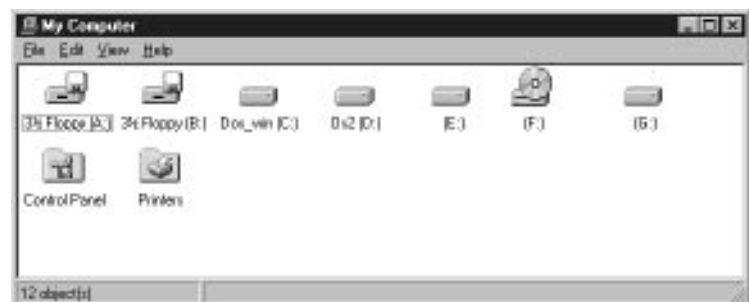 My Computer
File Edit View Help
3½ Floppy (A:) 3½ Floppy (B:) Dos_win (C:) Os2 (D:) (E:) (F:) (G:)
Control Panel Printers
12 object(s)